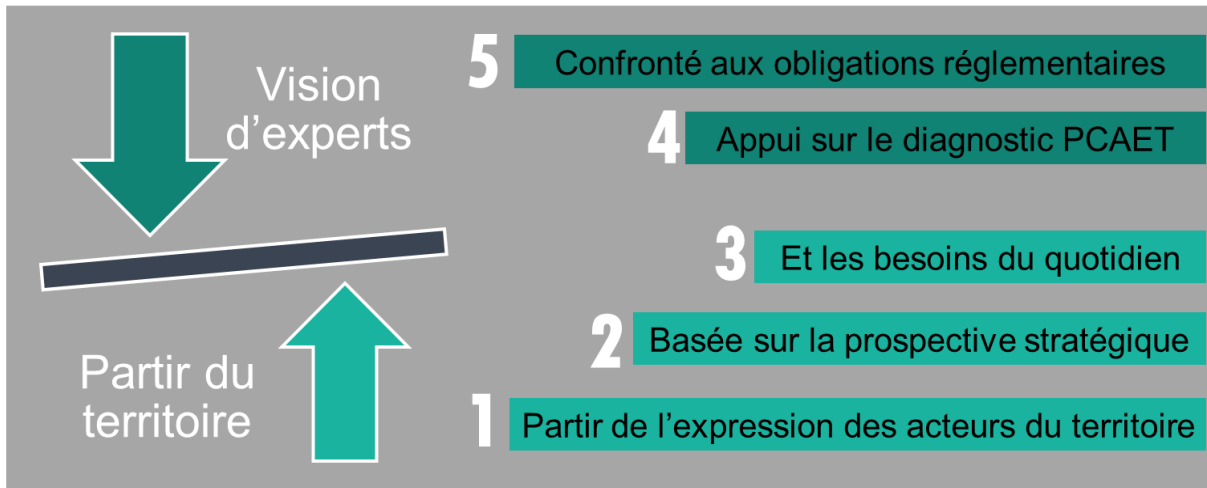 Vision
d’experts
Partir du
territoire
5 Confronté aux obligations réglementaires
4 Appui sur le diagnostic PCAET
3 Et les besoins du quotidien
2 Basée sur la prospective stratégique
1 Partir de l’expression des acteurs du territoire